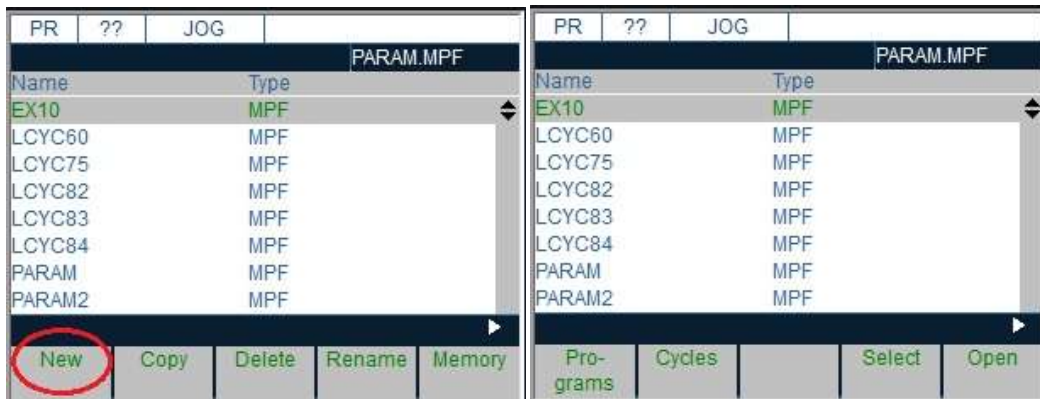 PR ?? JOG
PARAM.MPF
Name Type
EX10 MPF
LCYC60 MPF
LCYC75 MPF
LCYC82 MPF
LCYC83 MPF
LCYC84 MPF
PARAM MPF
PARAM2 MPF
New Copy Delete Rename Memory
PR ?? JOG
PARAM.MPF
Name Type
EX10 MPF
LCYC60 MPF
LCYC75 MPF
LCYC82 MPF
LCYC83 MPF
LCYC84 MPF
PARAM MPF
PARAM2 MPF
Pro- Cycles Select Open
grams